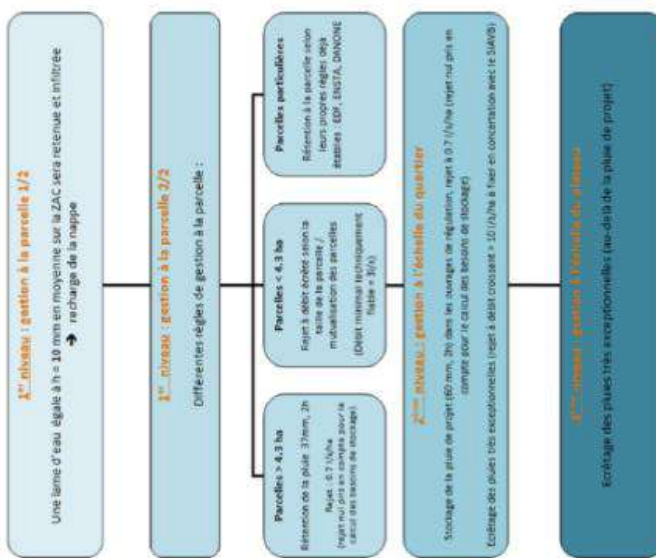 1er niveau : gestion à la parcelle 1/2
Une lame d'eau égale à h = 10 mm en moyenne sur la ZAC sera retenue et infiltrée
➔ recharge de la nappe
1er niveau : gestion à la parcelle 2/2
Différentes règles de gestion à la parcelle :
Parcelles > 4.3 ha
Rétention de la pluie 37mm, 2h
Rejet : 0.7 l/s/ha
(rejet nul pris en compte pour le
calcul des besoins de stockage)
Parcelles < 4.3 ha
Rejet à débit écrêté selon la
taille de la parcelle /
mutualisation des parcelles
(Débit minimal techniquement
fiable = 3l/s)
Parcelles particulières
Rétention à la parcelle selon
leurs propres règles déjà
établies : EDF, ENSTA, DANONE
2ème niveau : gestion à l'échelle du quartier
Stockage de la pluie de projet (60 mm, 2h) dans les ouvrages de régulation, rejet à 0.7 l/s/ha (rejet nul pris en
compte pour le calcul des besoins de stockage)
Ecrêtage des pluies très exceptionnelles (rejet à débit croissant > 10 l/s/ha à fixer en concertation avec le SIAVB)
niveau : gestion à l'échelle du plateau
Ecrêtage des pluies très exceptionnelles (au-delà de la pluie de projet)